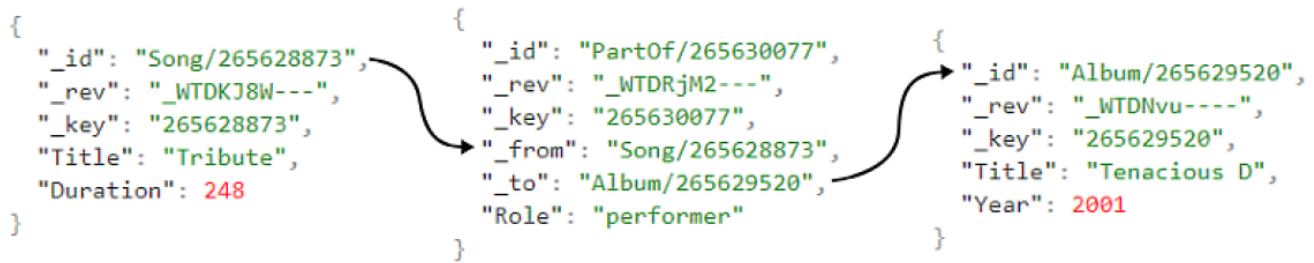 {
"_id": "Song/265628873",
"_rev": "_WTDKJ8W---",
"_key": "265628873",
"Title": "Tribute",
"Duration": 248
}
{
"_id": "PartOf/265630077",
"_rev": "_WTDRjM2---",
"_key": "265630077",
"_from": "Song/265628873",
"_to": "Album/265629520",
"Role": "performer"
}
{
"_id": "Album/265629520",
"_rev": "_WTDNvu----",
"_key": "265629520",
"Title": "Tenacious D",
"Year": 2001
}